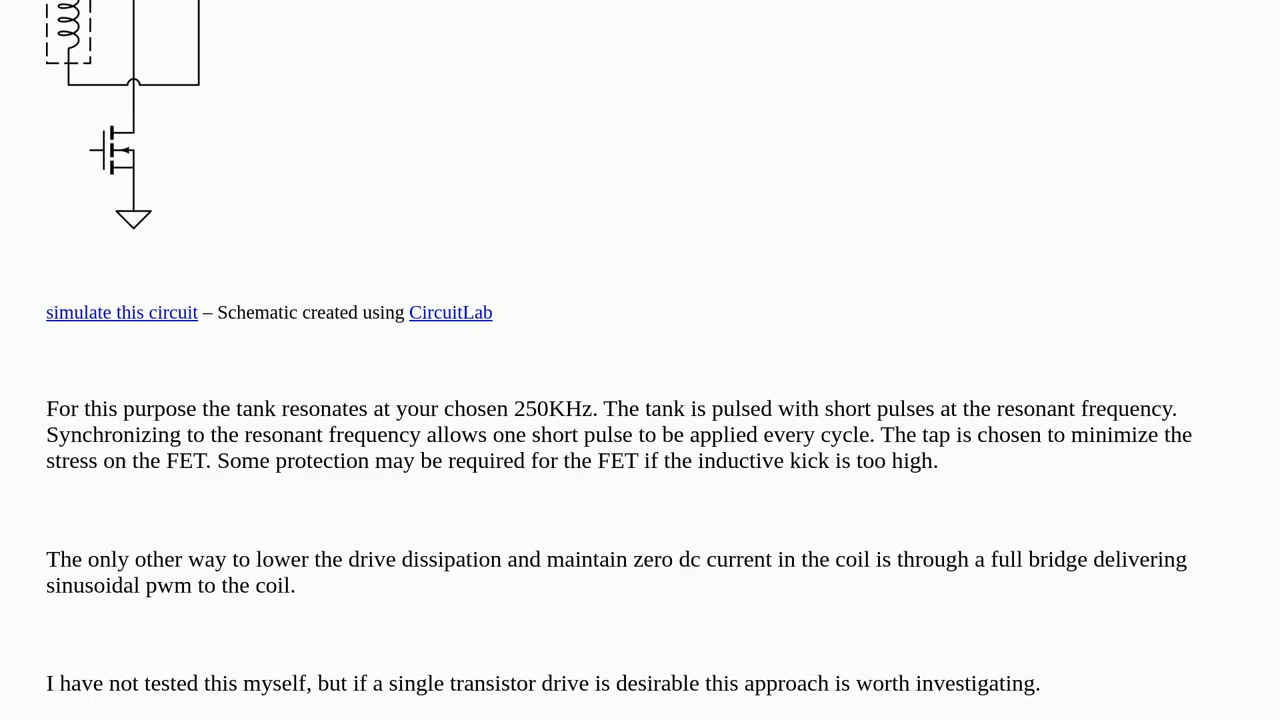 simulate this circuit – Schematic created using CircuitLab
For this purpose the tank resonates at your chosen 250KHz. The tank is pulsed with short pulses at the resonant frequency.
Synchronizing to the resonant frequency allows one short pulse to be applied every cycle. The tap is chosen to minimize the
stress on the FET. Some protection may be required for the FET if the inductive kick is too high.
The only other way to lower the drive dissipation and maintain zero dc current in the coil is through a full bridge delivering
sinusoidal pwm to the coil.
I have not tested this myself, but if a single transistor drive is desirable this approach is worth investigating.